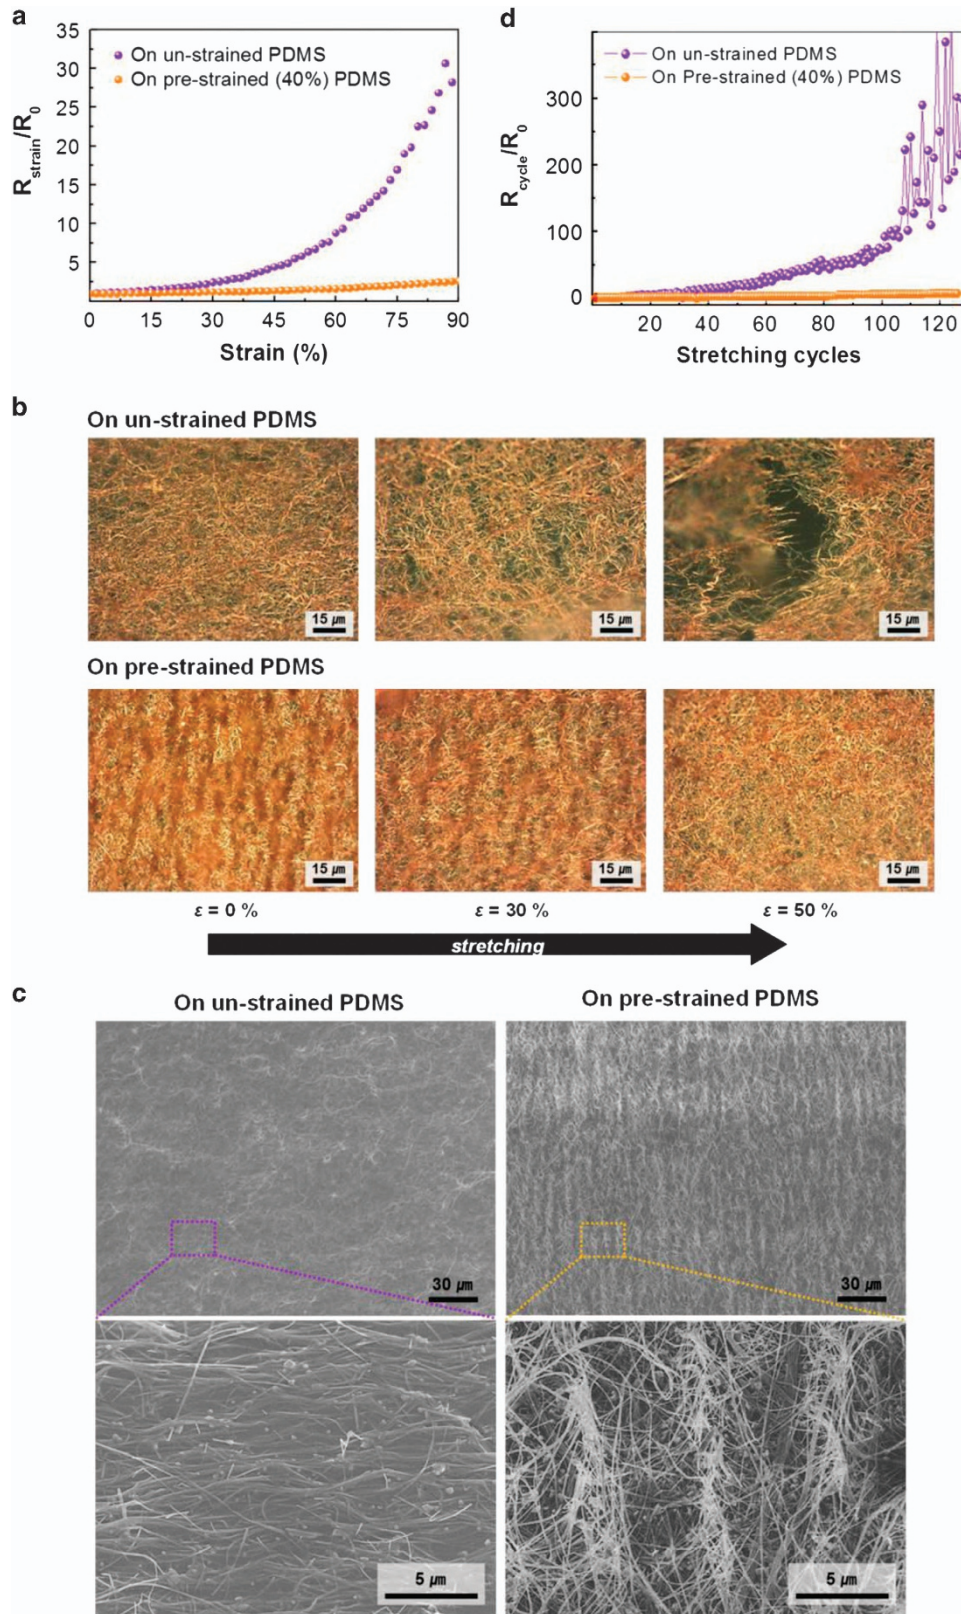 a
35
30
25
20
15
10
5
R_strain/R_0
On un-strained PDMS
On pre-strained (40%) PDMS
0 15 30 45 60 75 90
Strain (%)
d
300
200
100
0
R_cycle/R_0
On un-strained PDMS
On Pre-strained (40%) PDMS
20 40 60 80 100 120
Stretching cycles
b
On un-strained PDMS
15 µm 15 µm 15 µm
On pre-strained PDMS
15 µm 15 µm 15 µm
ε = 0 % ε = 30 % ε = 50 %
stretching
c
On un-strained PDMS On pre-strained PDMS
30 µm 30 µm
5 µm 5 µm